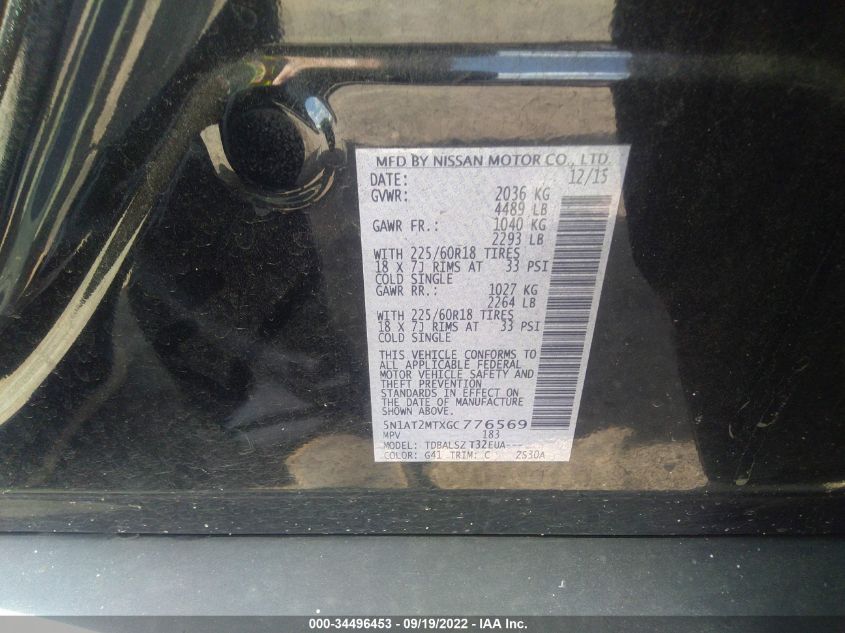 MFD BY NISSAN MOTOR CO., LTD.
DATE: 12/15
GVWR: 2036 KG
4489 LB
GAWR FR.: 1040 KG
2293 LB
WITH 225/60R18 TIRES
18 X 7J RIMS AT 33 PSI
COLD SINGLE
GAWR RR.: 1027 KG
2264 LB
WITH 225/60R18 TIRES
18 X 7J RIMS AT 33 PSI
COLD SINGLE
THIS VEHICLE CONFORMS TO
ALL APPLICABLE FEDERAL
MOTOR VEHICLE SAFETY AND
THEFT PREVENTION
STANDARDS IN EFFECT ON
THE DATE OF MANUFACTURE
SHOWN ABOVE.
5N1AT2MTXGC776569
MPV 183
MODEL: TDBALSZ T32EUA---
COLOR: G41 TRIM: C 2S30A
000-34496453 - 09/19/2022 - IAA Inc.